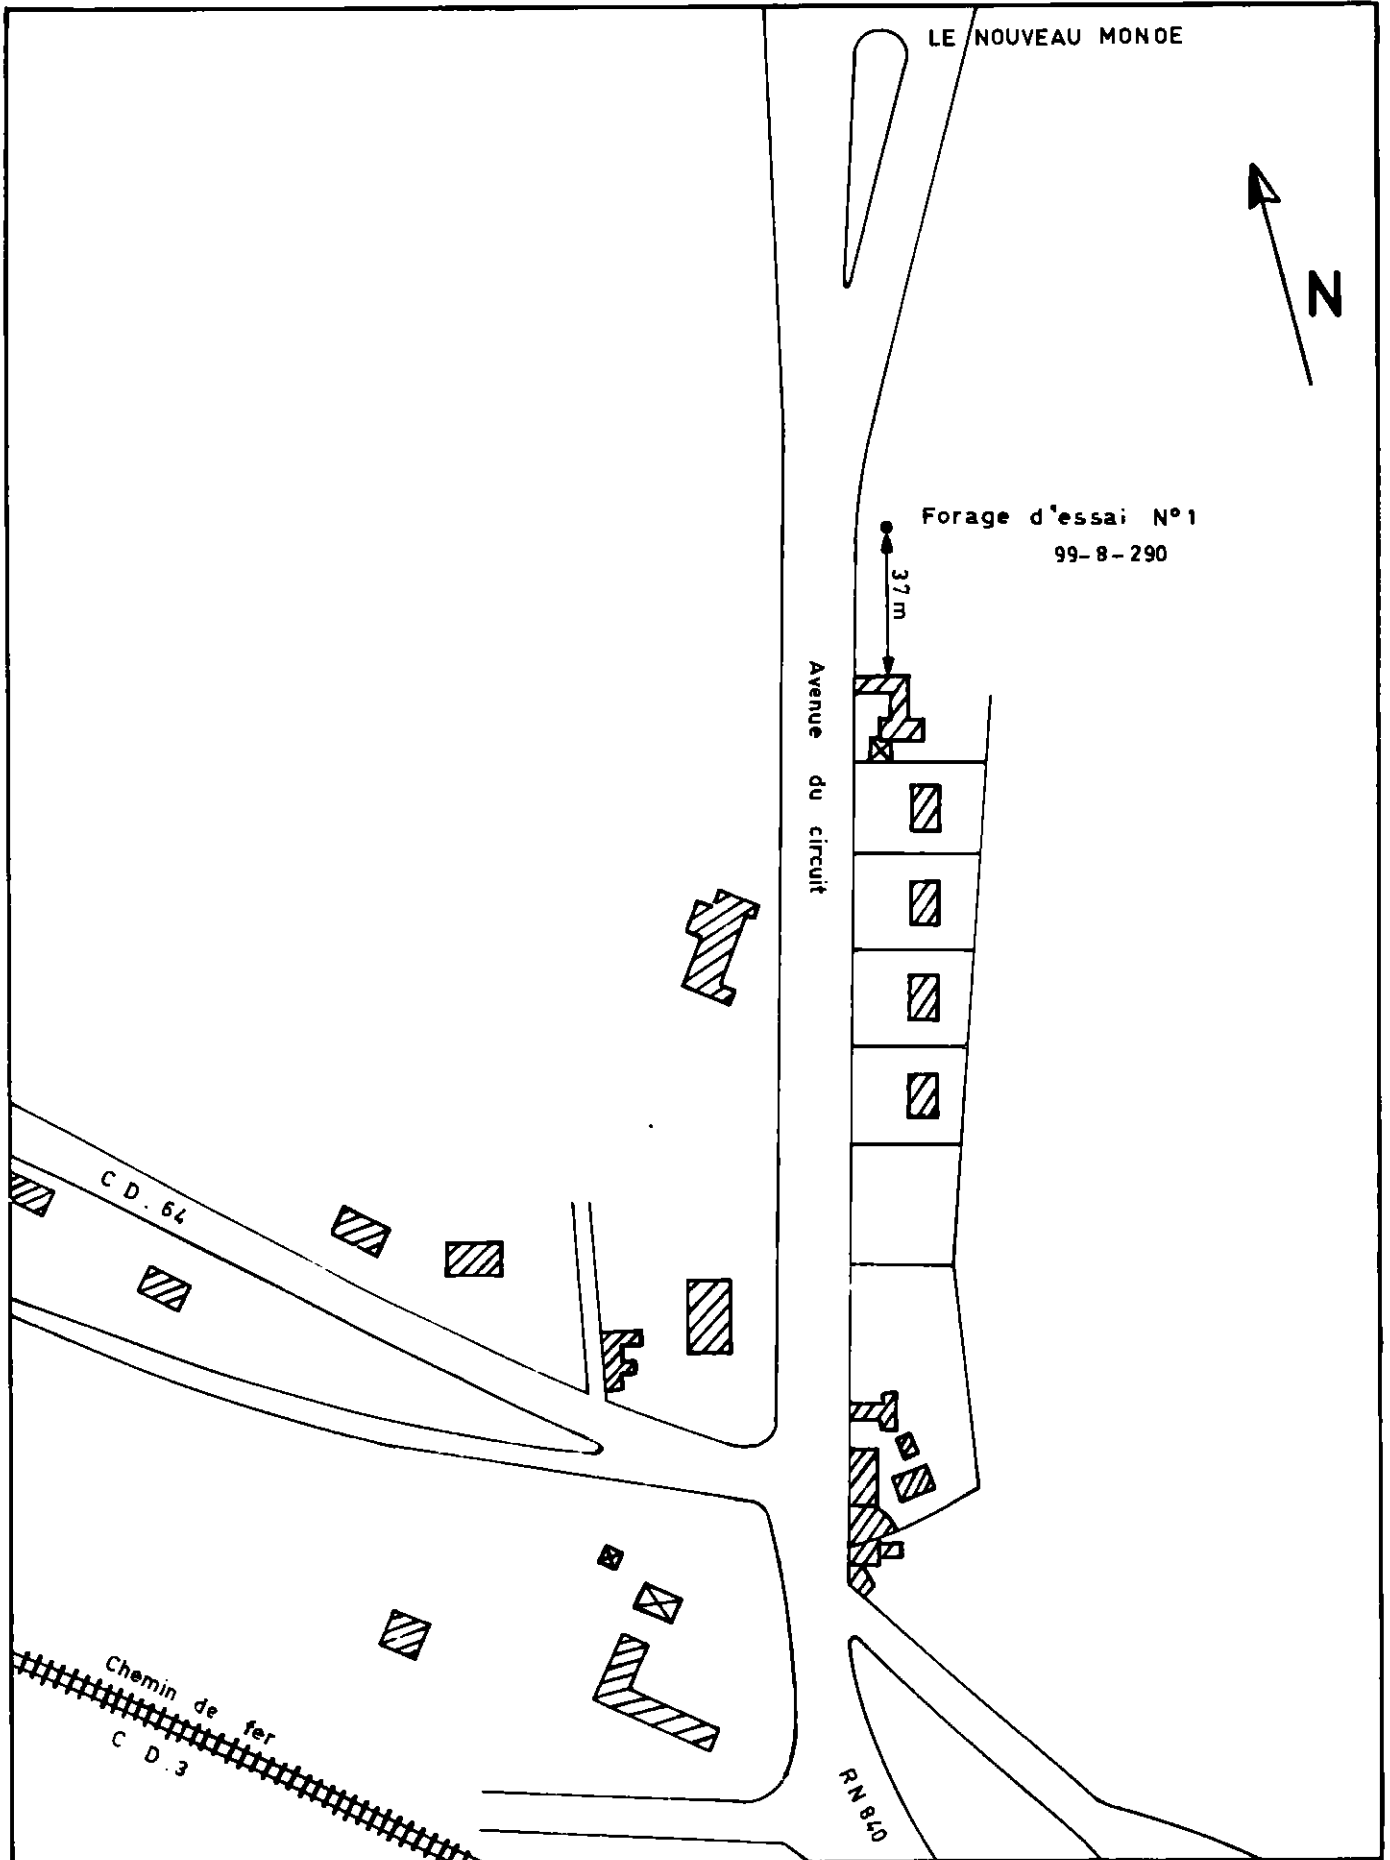 LE NOUVEAU MONDE
N
Forage d'essai N° 1
99-8-290
37m
Avenue du circuit
C D . 64
Chemin de fer
C D . 3
RN 840